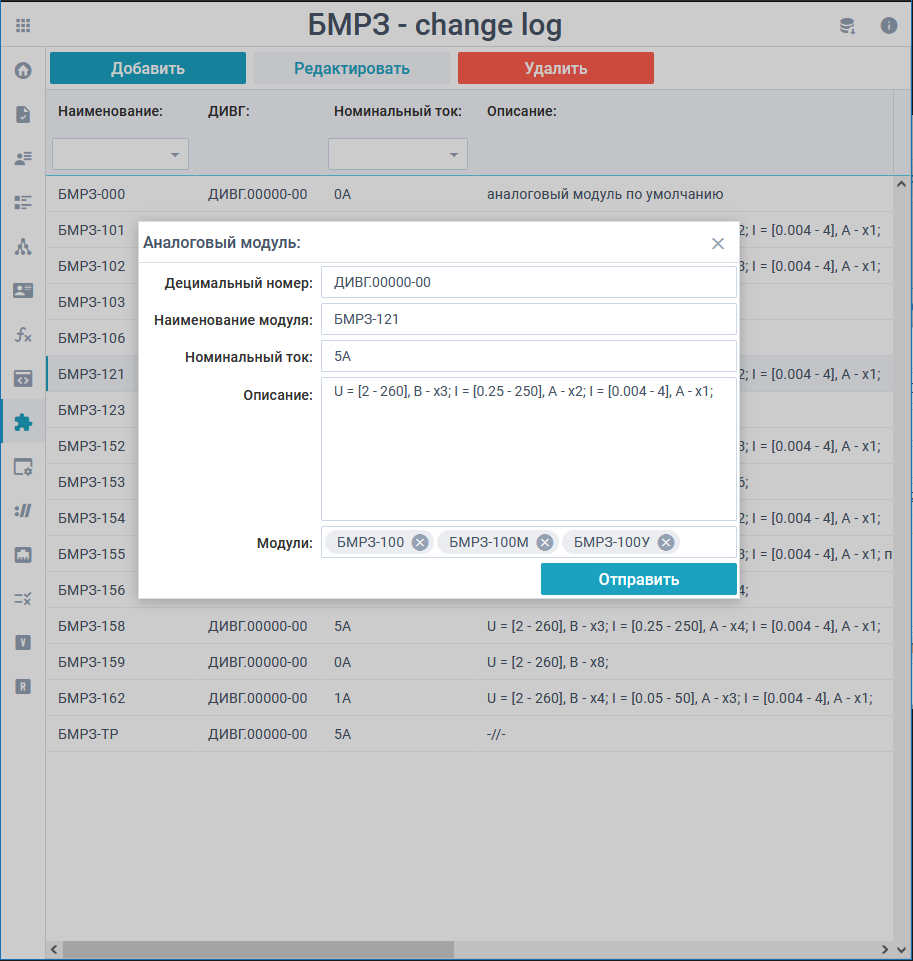 БМРЗ - change log
Добавить Редактировать Удалить
Наименование: ДИВГ: Номинальный ток: Описание:
БМРЗ-000 ДИВГ.00000-00 0А аналоговый модуль по умолчанию
БМРЗ-101 2; I = [0.004 - 4], А - x1;
Аналоговый модуль:
БМРЗ-102 3; I = [0.004 - 4], А - x1;
Децимальный номер: ДИВГ.00000-00
БМРЗ-103
Наименование модуля: БМРЗ-121
БМРЗ-106
Номинальный ток: 5А
БМРЗ-121 2; I = [0.004 - 4], А - x1;
Описание: U = [2 - 260], В - x3; I = [0.25 - 250], А - x2; I = [0.004 - 4], А - x1;
БМРЗ-123
БМРЗ-152 3; I = [0.004 - 4], А - x1;
БМРЗ-153 6;
БМРЗ-154 2; I = [0.004 - 4], А - x1;
Модули: БМРЗ-100 БМРЗ-100М БМРЗ-100У
БМРЗ-155 3; I = [0.004 - 4], А - x1; п
Отправить
БМРЗ-156 4;
БМРЗ-158 ДИВГ.00000-00 5А U = [2 - 260], В - x3; I = [0.25 - 250], А - x4; I = [0.004 - 4], А - x1;
БМРЗ-159 ДИВГ.00000-00 0А U = [2 - 260], В - x8;
БМРЗ-162 ДИВГ.00000-00 1А U = [2 - 260], В - x4; I = [0.05 - 50], А - x3; I = [0.004 - 4], А - x1;
V
R
БМРЗ-ТР ДИВГ.00000-00 5А -//-